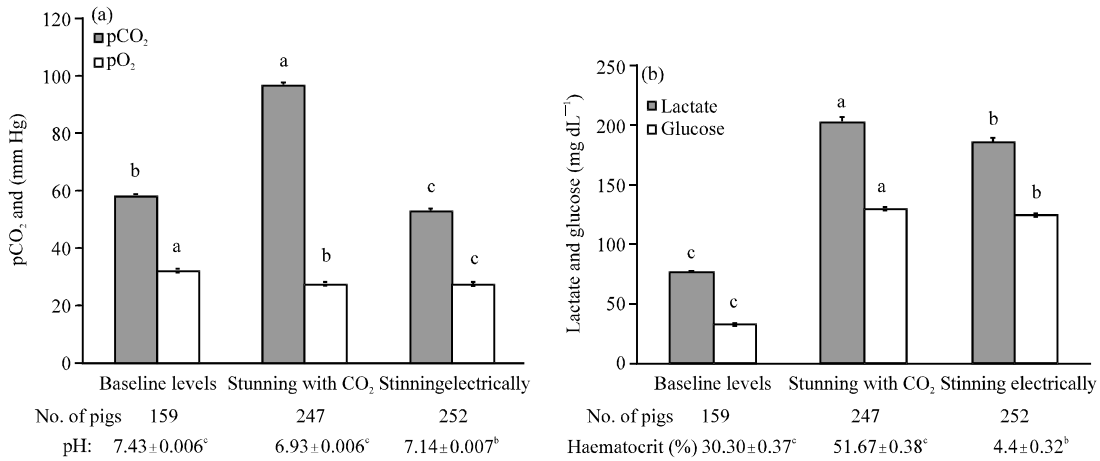 (a)
pCO₂
pO₂
pCO₂ and (mm Hg)
120
100
80
60
40
20
0
b
a
a
b
c
c
Baseline levels Stunning with CO₂ Stinningelectrically
No. of pigs 159 247 252
pH: 7.43±0.006ᶜ 6.93±0.006ᶜ 7.14±0.007ᵇ
(b)
Lactate
Glucose
Lactate and glucose (mg dL⁻¹)
250
200
150
100
50
0
c
c
a
a
b
b
Baseline levels Stunning with CO₂ Stinning electrically
No. of pigs 159 247 252
Haematocrit (%) 30.30±0.37ᶜ 51.67±0.38ᶜ 4.4±0.32ᵇ